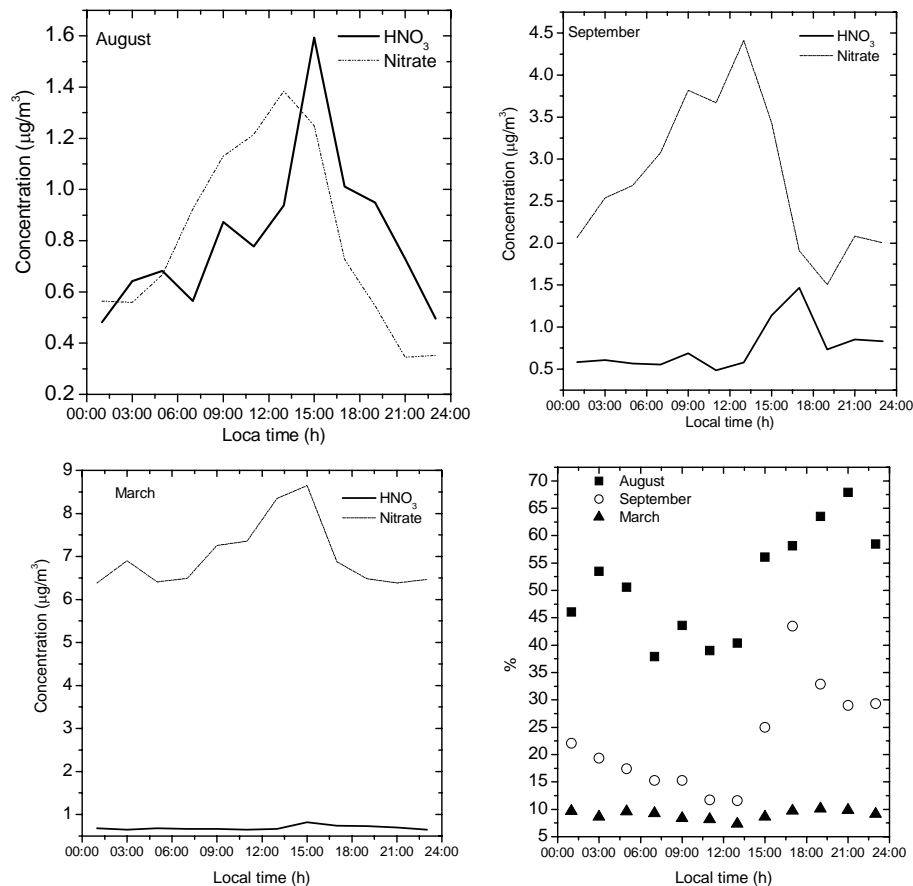 August
HNO3
Nitrate
1.6
1.4
1.2
1.0
0.8
0.6
0.4
0.2
Concentration (μg/m3)
00:00 03:00 06:00 09:00 12:00 15:00 18:00 21:00 24:00
Loca time (h)
September
HNO3
Nitrate
4.5
4.0
3.5
3.0
2.5
2.0
1.5
1.0
0.5
Concentration (μg/m3)
00:00 03:00 06:00 09:00 12:00 15:00 18:00 21:00 24:00
Local time (h)
March
HNO3
Nitrate
9
8
7
6
5
4
3
2
1
Concentration (μg/m3)
00:00 03:00 06:00 09:00 12:00 15:00 18:00 21:00 24:00
Local time (h)
August
September
March
70
65
60
55
50
45
40
35
30
25
20
15
10
5
%
00:00 03:00 06:00 09:00 12:00 15:00 18:00 21:00 24:00
Local time (h)